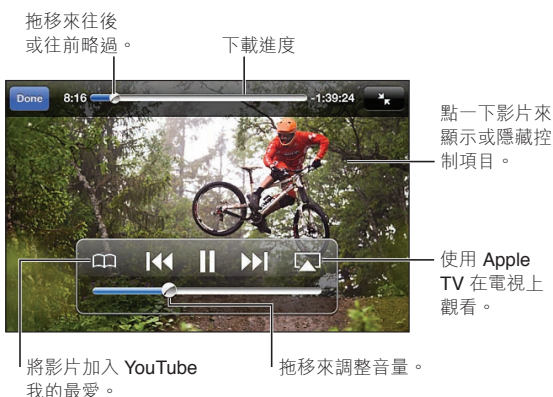 拖移來往後
或往前略過。
下載進度
Done
8:16
-1:39:24
點一下影片來
顯示或隱藏控
制項目。
使用 Apple
TV 在電視上
觀看。
將影片加入 YouTube
我的最愛。
拖移來調整音量。